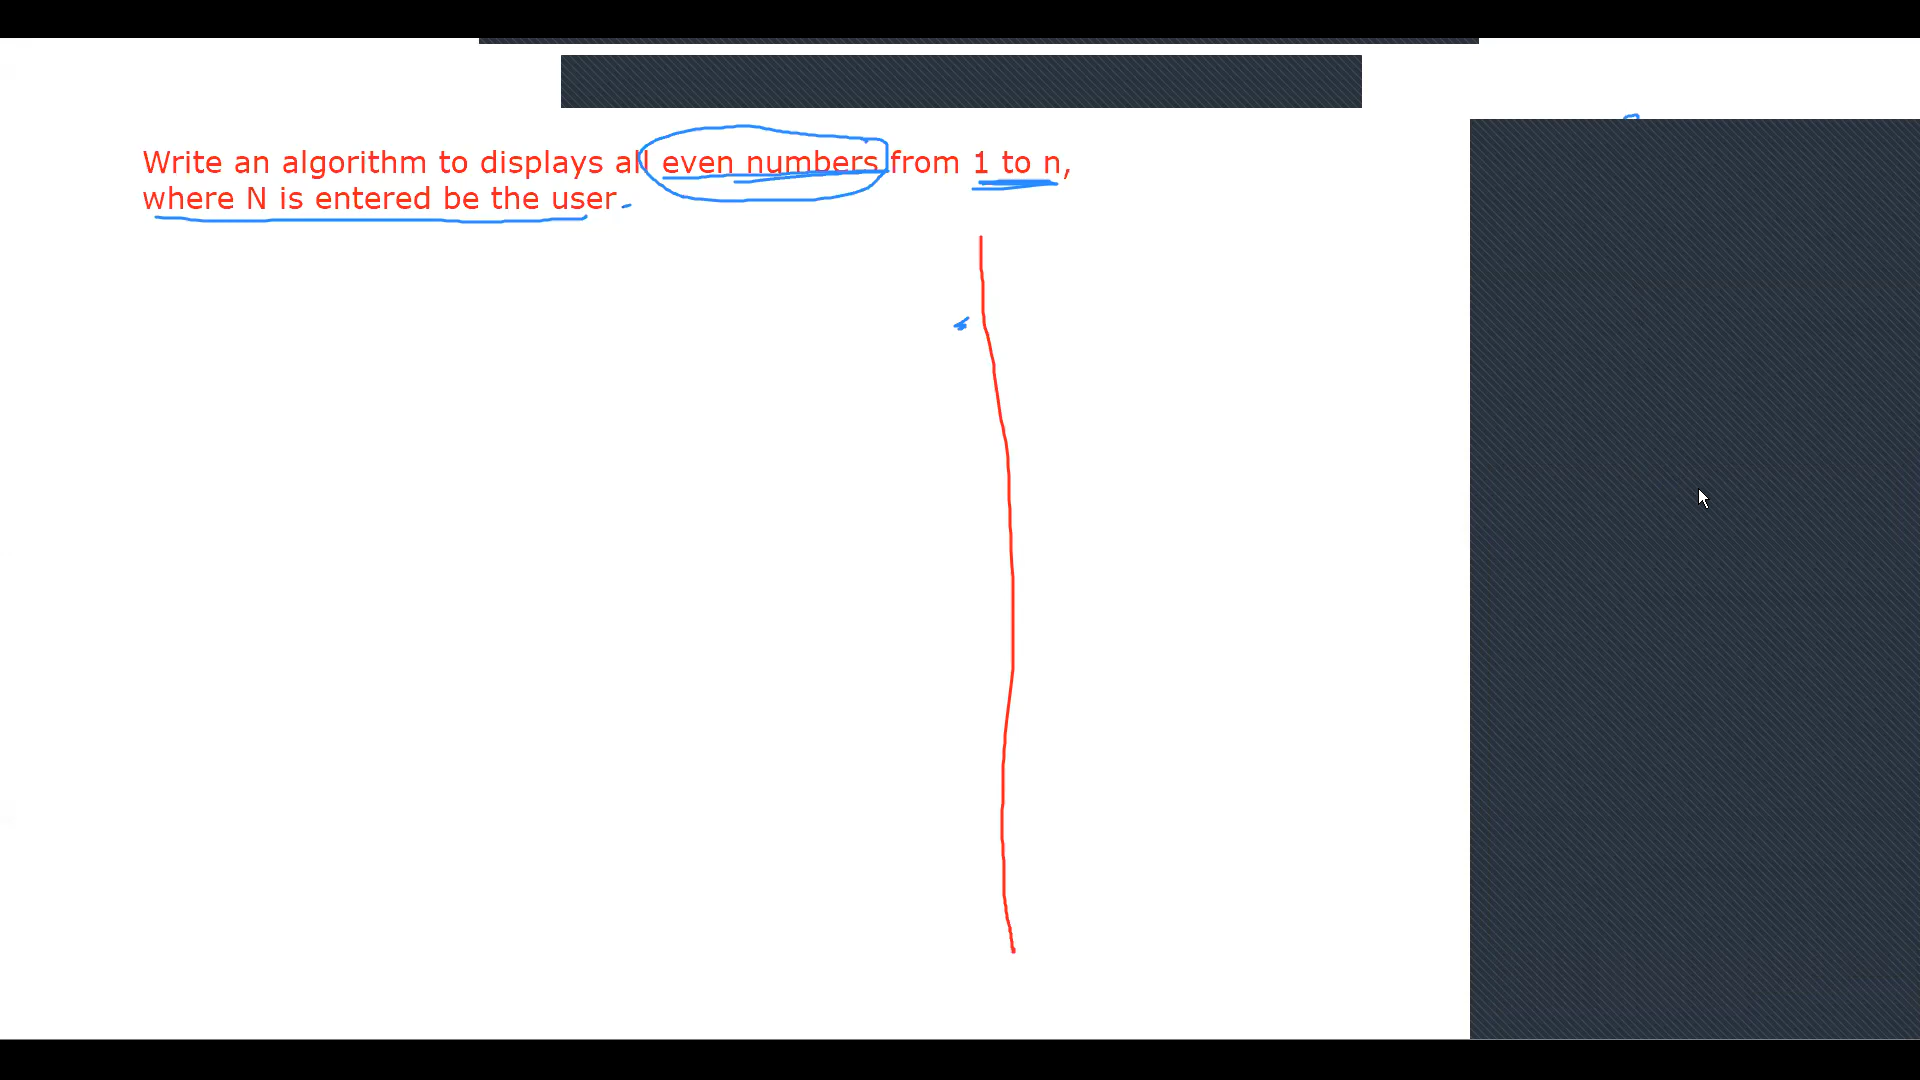 Write an algorithm to displays all even numbers from 1 to n,
where N is entered be the user.